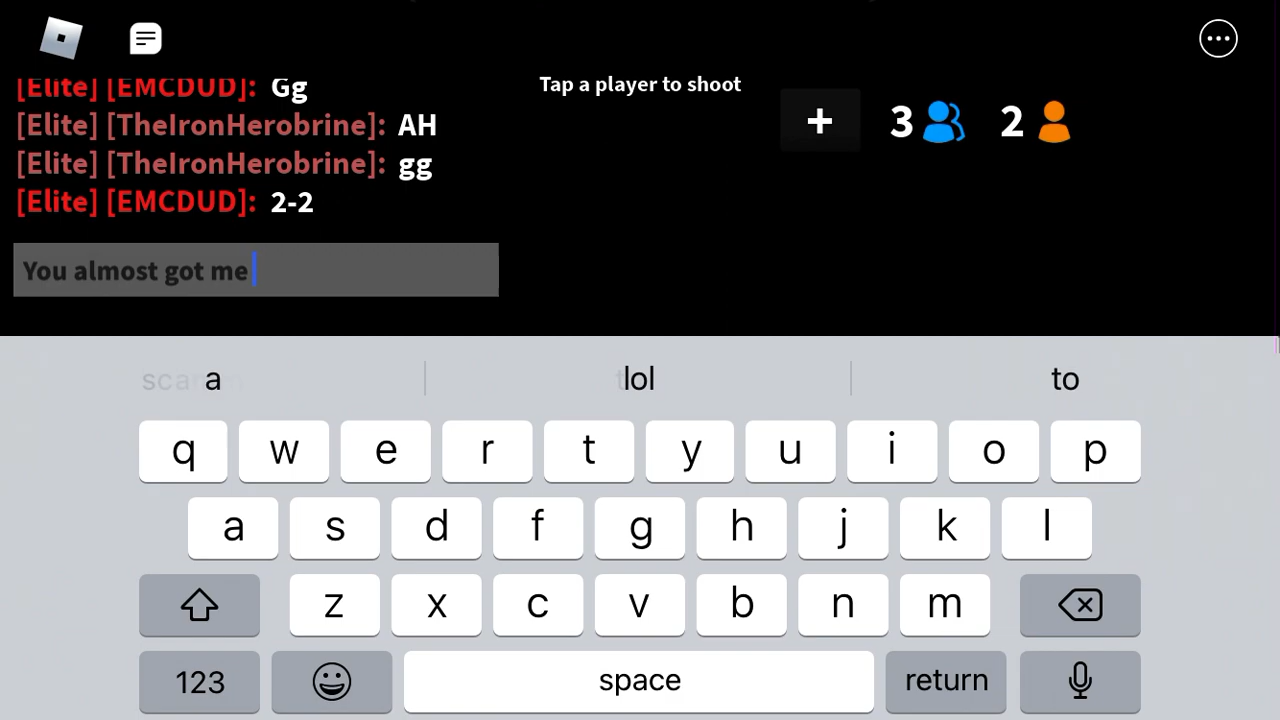 [Elite] [EMCDUD]: Gg
[Elite] [TheIronHerobrine]: AH
[Elite] [TheIronHerobrine]: gg
[Elite] [EMCDUD]: 2-2
You almost got me
Tap a player to shoot
+ 3 2
a lol to
q w e r t y u i o p
a s d f g h j k l
z x c v b n m
123 space return